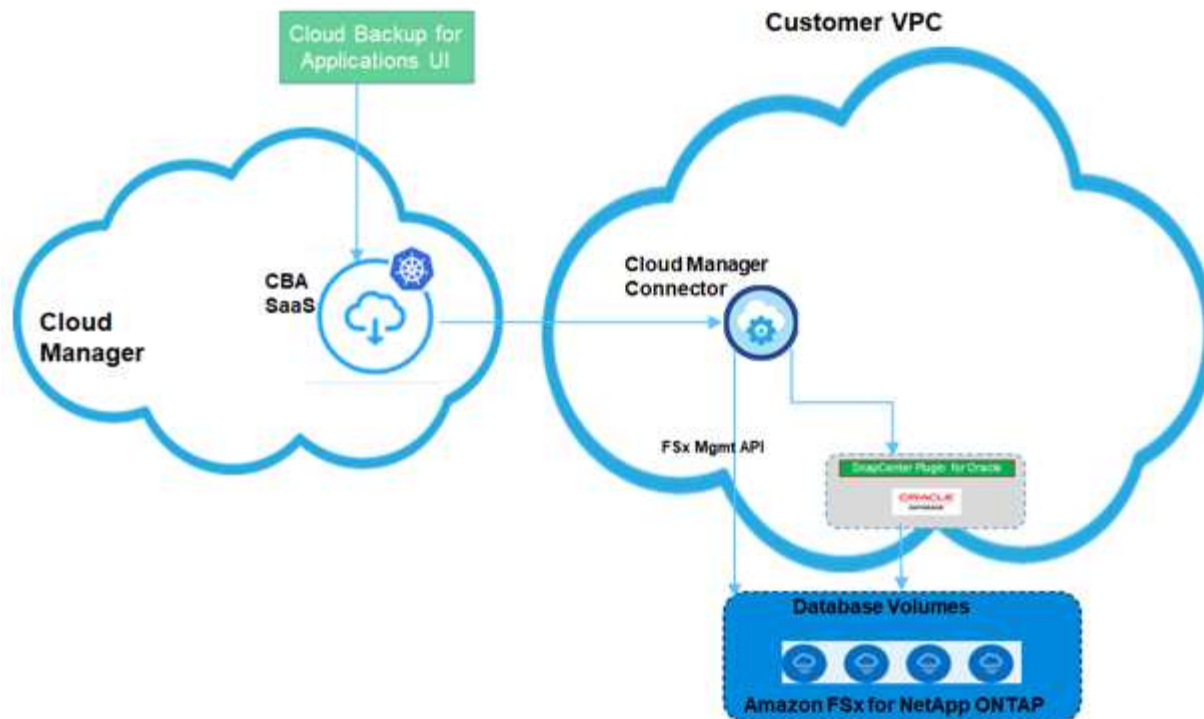 Cloud Backup for
Applications UI
Customer VPC
CBA
SaaS
Cloud
Manager
Cloud Manager
Connector
FSx Mgmt API
SnapCenter Plugin for Oracle
ORACLE
DATABASE
Database Volumes
Amazon FSx for NetApp ONTAP